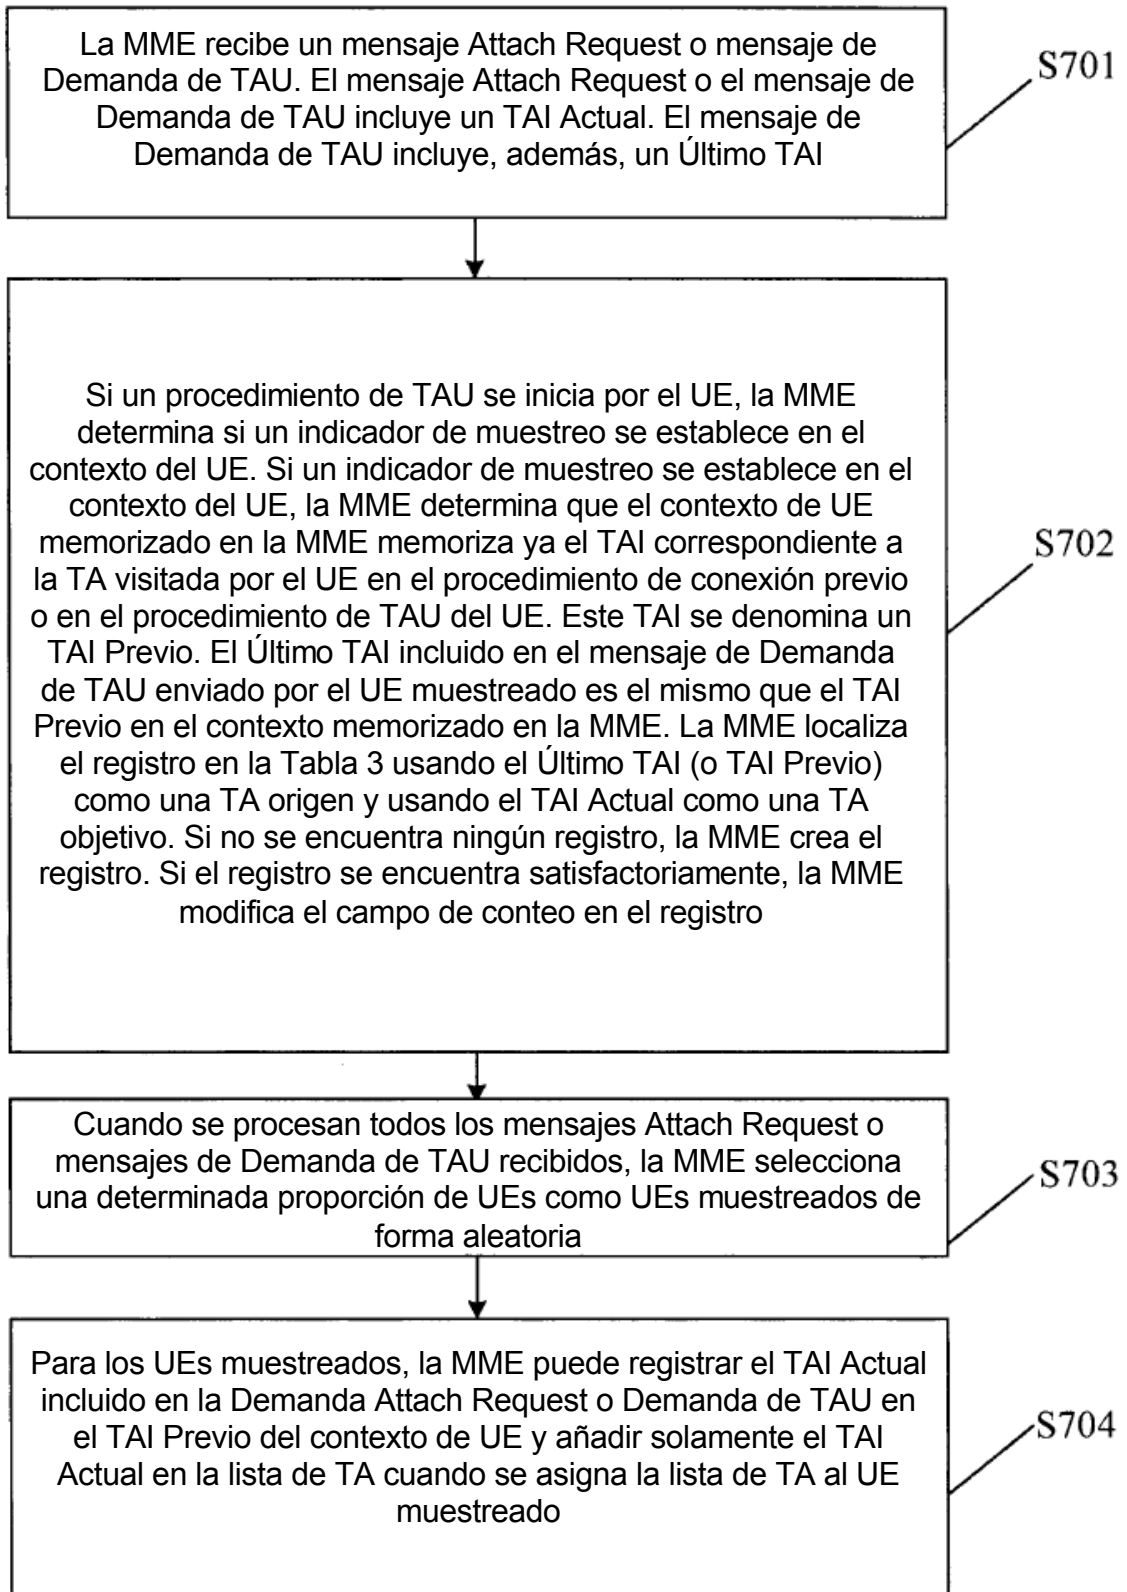 La MME recibe un mensaje Attach Request o mensaje de
Demanda de TAU. El mensaje Attach Request o el mensaje de
Demanda de TAU incluye un TAI Actual. El mensaje de
Demanda de TAU incluye, además, un Último TAI
S701
Si un procedimiento de TAU se inicia por el UE, la MME
determina si un indicador de muestreo se establece en el
contexto del UE. Si un indicador de muestreo se establece en el
contexto del UE, la MME determina que el contexto de UE
memorizado en la MME memoriza ya el TAI correspondiente a
la TA visitada por el UE en el procedimiento de conexión previo
o en el procedimiento de TAU del UE. Este TAI se denomina un
TAI Previo. El Último TAI incluido en el mensaje de Demanda
de TAU enviado por el UE muestreado es el mismo que el TAI
Previo en el contexto memorizado en la MME. La MME localiza
el registro en la Tabla 3 usando el Último TAI (o TAI Previo)
como una TA origen y usando el TAI Actual como una TA
objetivo. Si no se encuentra ningún registro, la MME crea el
registro. Si el registro se encuentra satisfactoriamente, la MME
modifica el campo de conteo en el registro
S702
Cuando se procesan todos los mensajes Attach Request o
mensajes de Demanda de TAU recibidos, la MME selecciona
una determinada proporción de UEs como UEs muestreados de
forma aleatoria
S703
Para los UEs muestreados, la MME puede registrar el TAI Actual
incluido en la Demanda Attach Request o Demanda de TAU en
el TAI Previo del contexto de UE y añadir solamente el TAI
Actual en la lista de TA cuando se asigna la lista de TA al UE
muestreado
S704